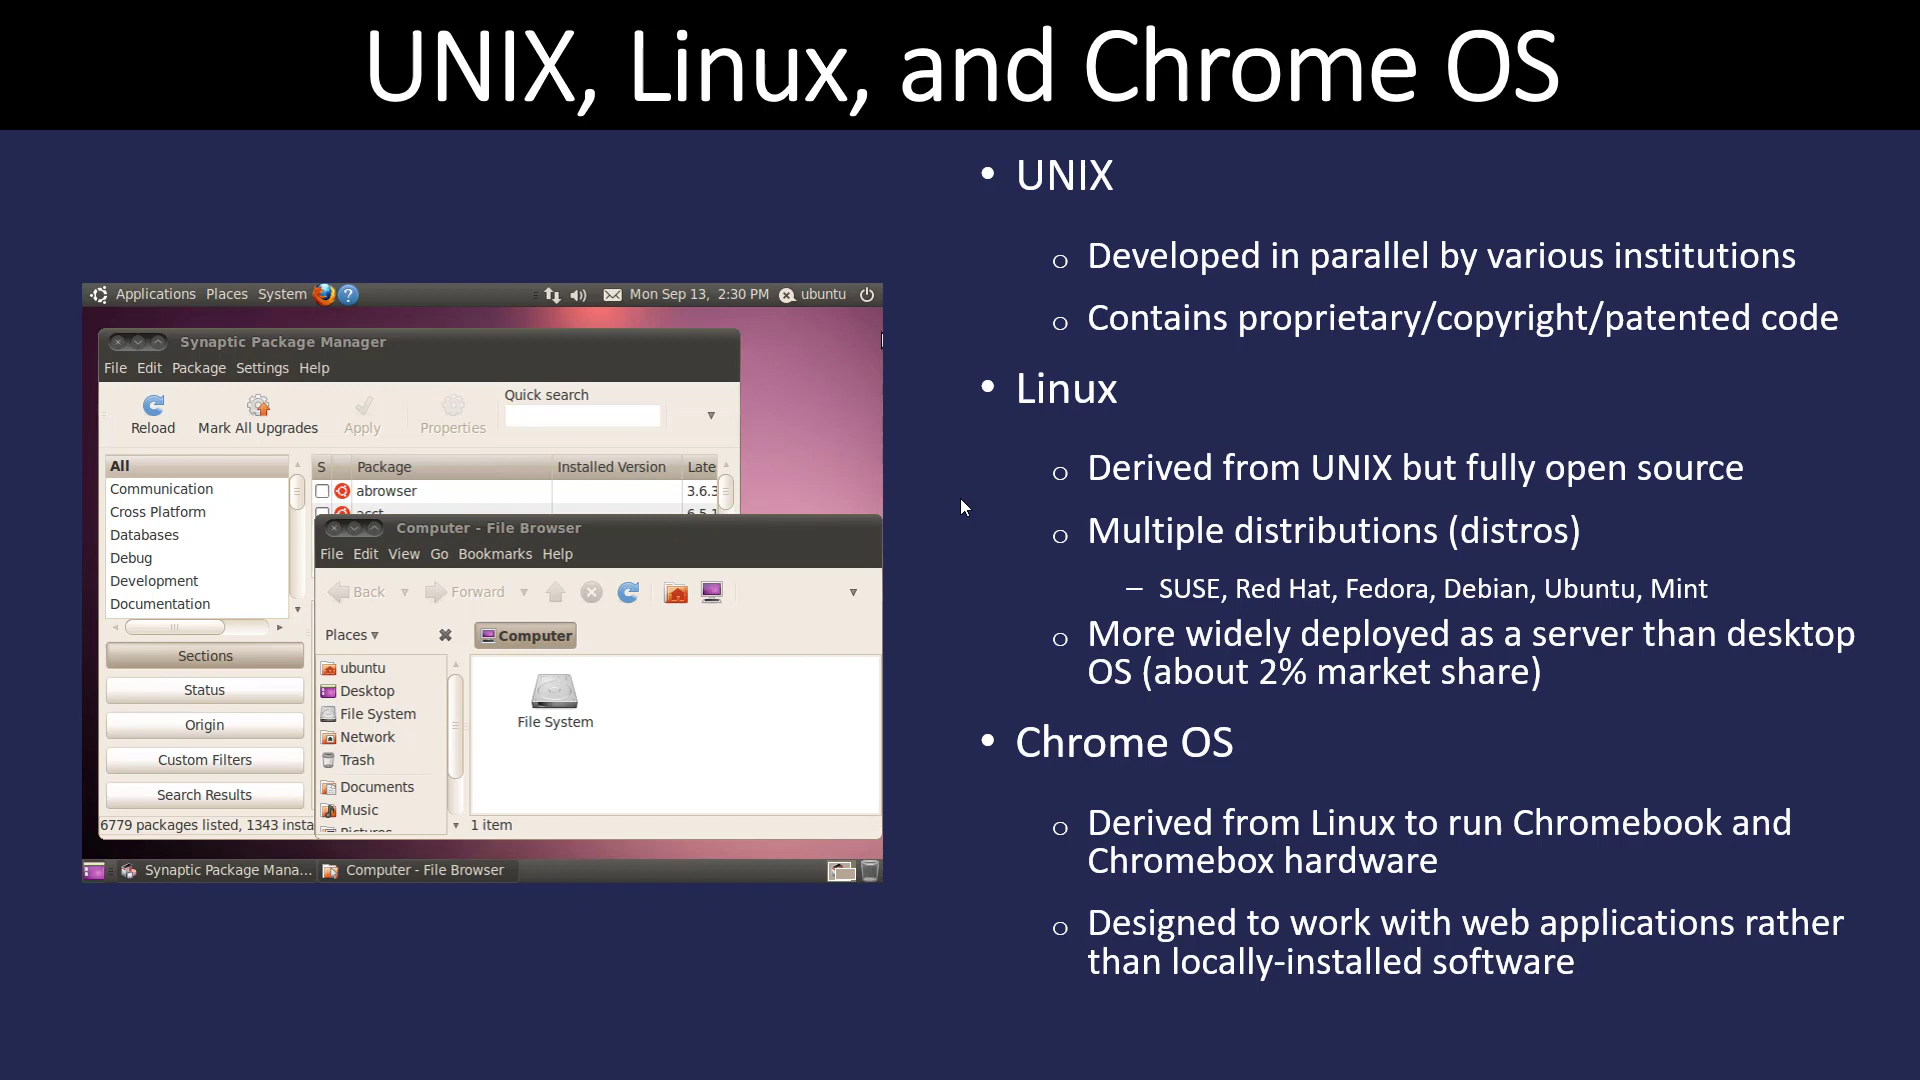 UNIX, Linux, and Chrome OS
Applications Places System Mon Sep 13, 2:30 PM ubuntu
Synaptic Package Manager
File Edit Package Settings Help
Reload Mark All Upgrades Apply Properties Quick search
All
Communication
Cross Platform
Databases
Debug
Development
Documentation
S Package Installed Version Late
abrowser 3.6.3
Sections
Status
Origin
Custom Filters
Search Results
6779 packages listed, 1343 insta
Computer - File Browser
File Edit View Go Bookmarks Help
Back Forward
Places Computer
ubuntu
Desktop
File System
Network
Trash
Documents
Music
File System
1 item
Synaptic Package Mana... Computer - File Browser
• UNIX
o Developed in parallel by various institutions
o Contains proprietary/copyright/patented code
• Linux
o Derived from UNIX but fully open source
o Multiple distributions (distros)
– SUSE, Red Hat, Fedora, Debian, Ubuntu, Mint
o More widely deployed as a server than desktop
OS (about 2% market share)
• Chrome OS
o Derived from Linux to run Chromebook and
Chromebox hardware
o Designed to work with web applications rather
than locally-installed software